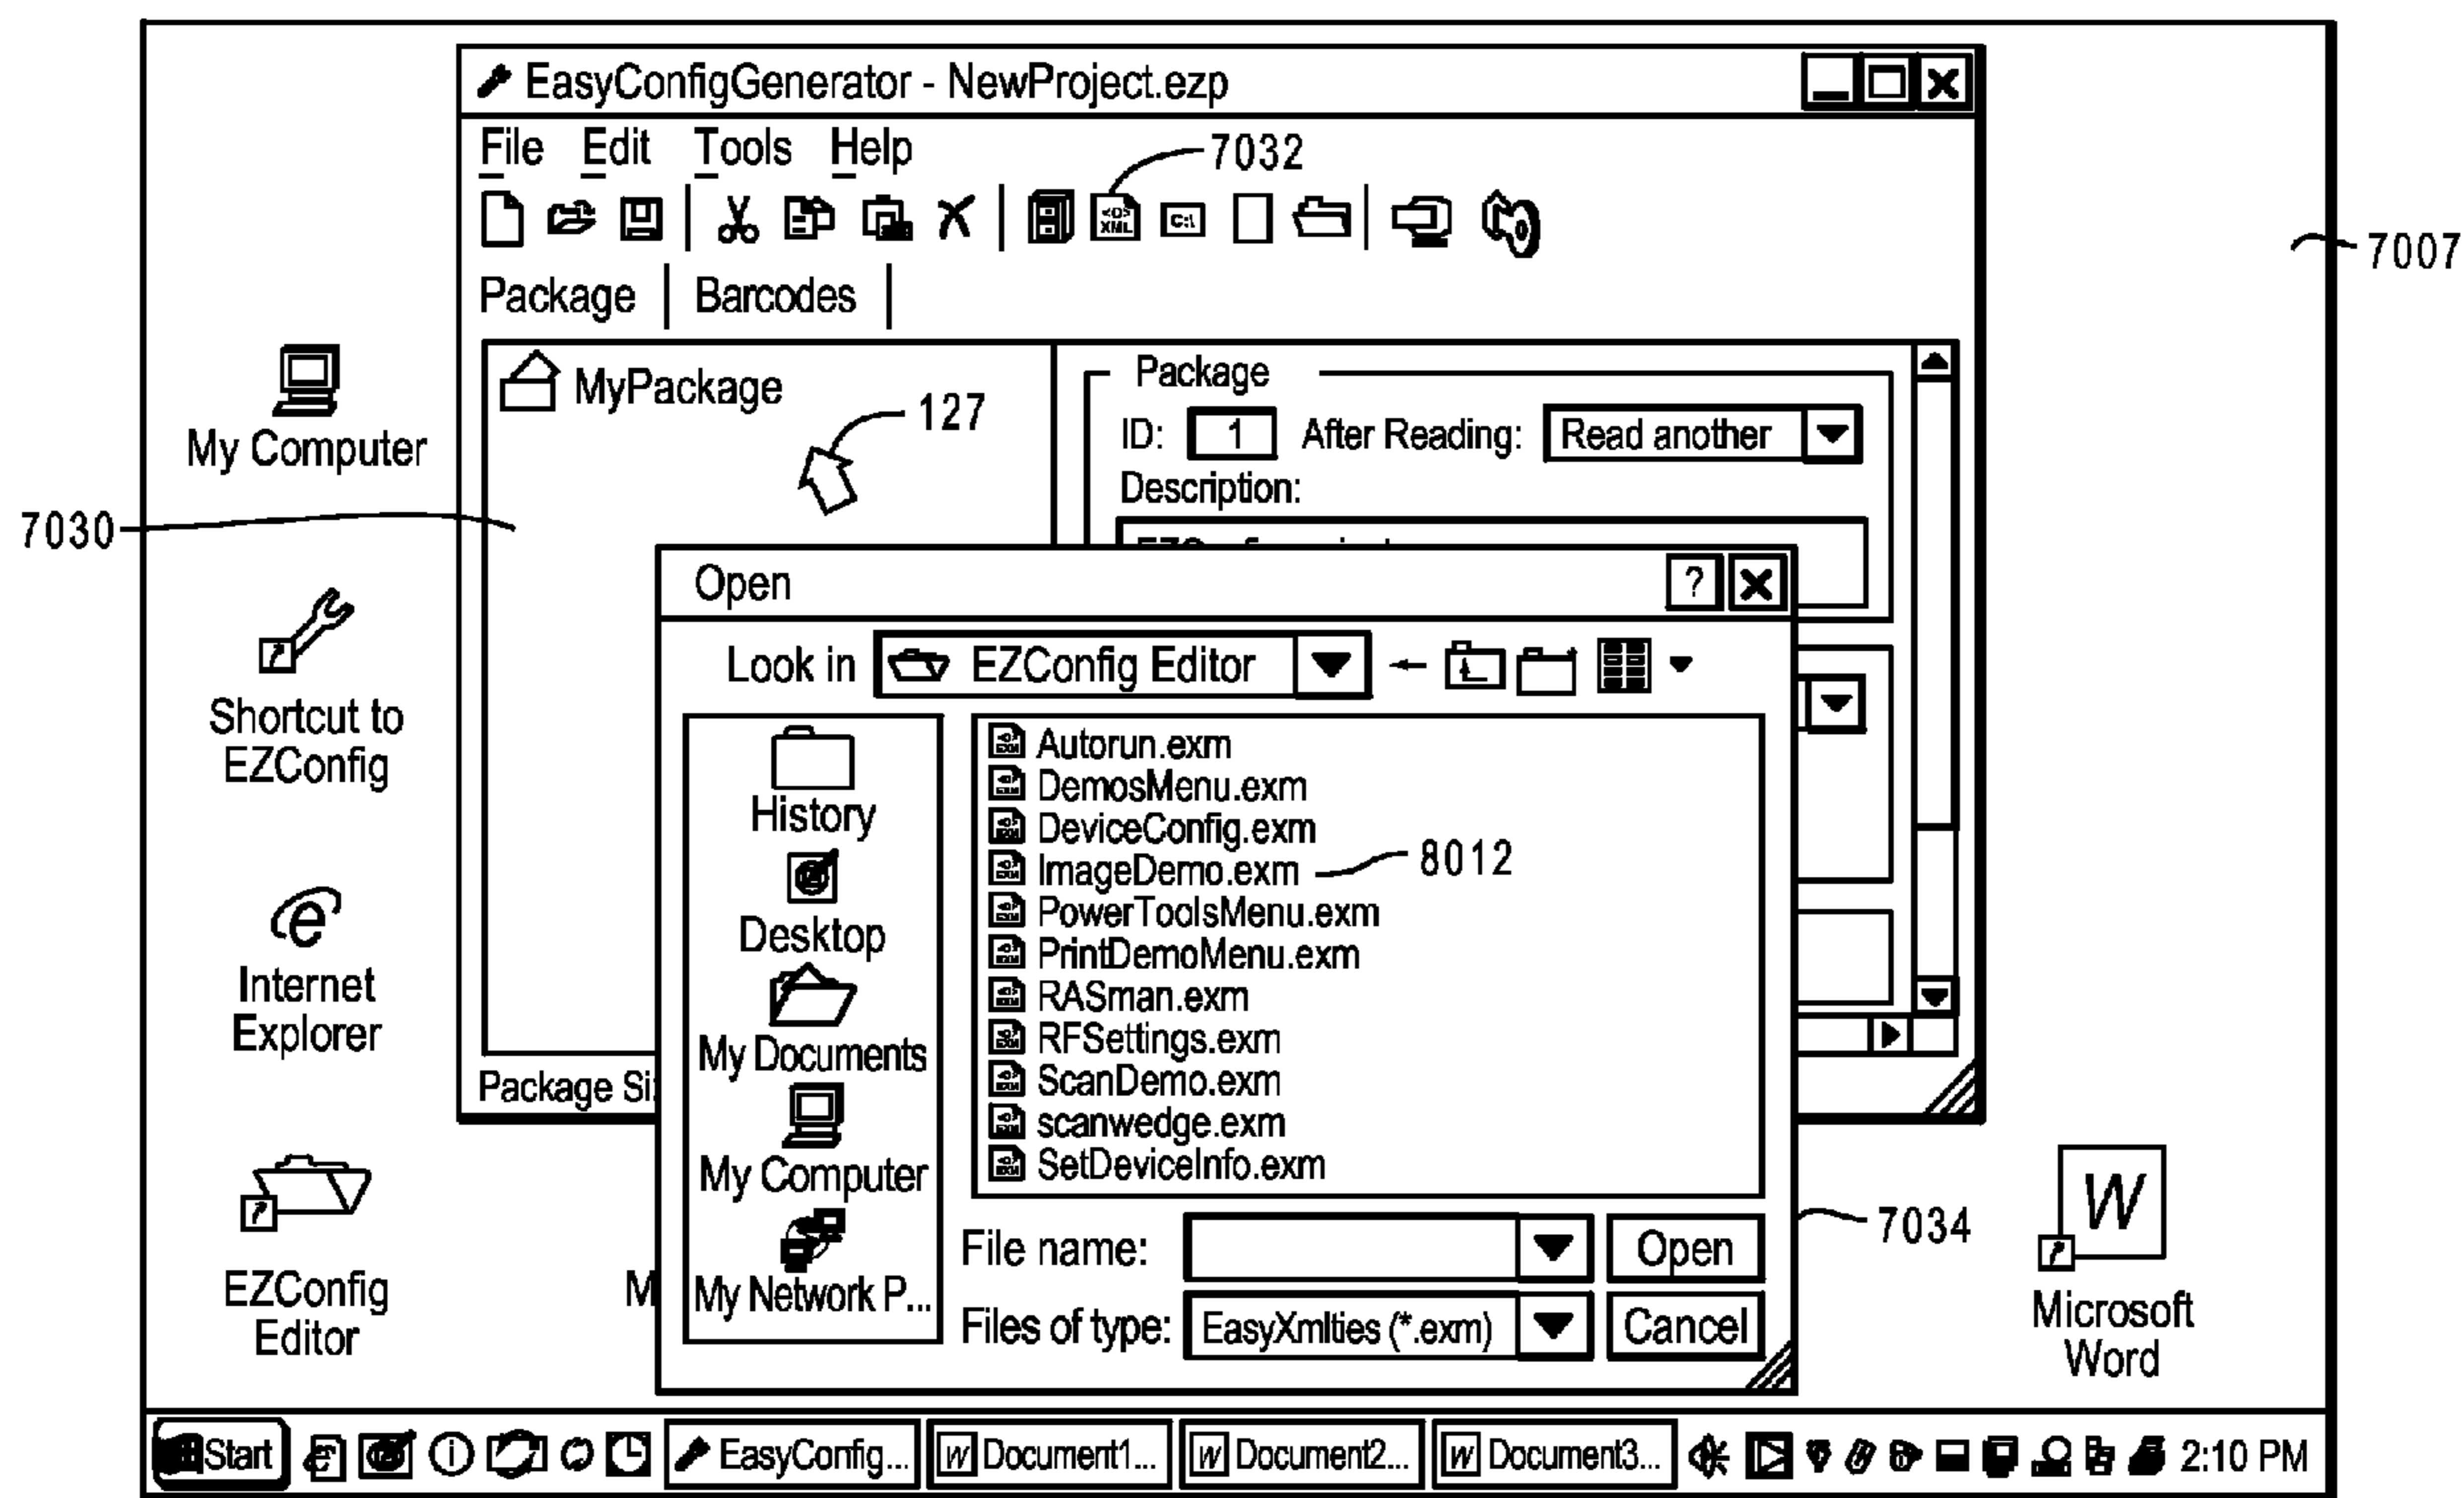 EasyConfigGenerator - NewProject.ezp
File Edit Tools Help
7032
<O>
XML
C:\
7007
Package Barcodes
MyPackage
127
Package
ID: 1 After Reading: Read another
Description:
7030
My Computer
Open
?
Look in EZConfig Editor
Shortcut to
EZConfig
History
Desktop
My Documents
My Computer
My Network P...
Autorun.exm
DemosMenu.exm
DeviceConfig.exm
ImageDemo.exm
8012
PowerToolsMenu.exm
PrintDemoMenu.exm
RASman.exm
RFSettings.exm
ScanDemo.exm
scanwedge.exm
SetDeviceInfo.exm
Internet
Explorer
Package Si
7034
File name: Open
Files of type: EasyXmlties (*.exm) Cancel
EZConfig
Editor
M
W
Microsoft
Word
Start EasyConfig... W Document1... W Document2... W Document3... 2:10 PM